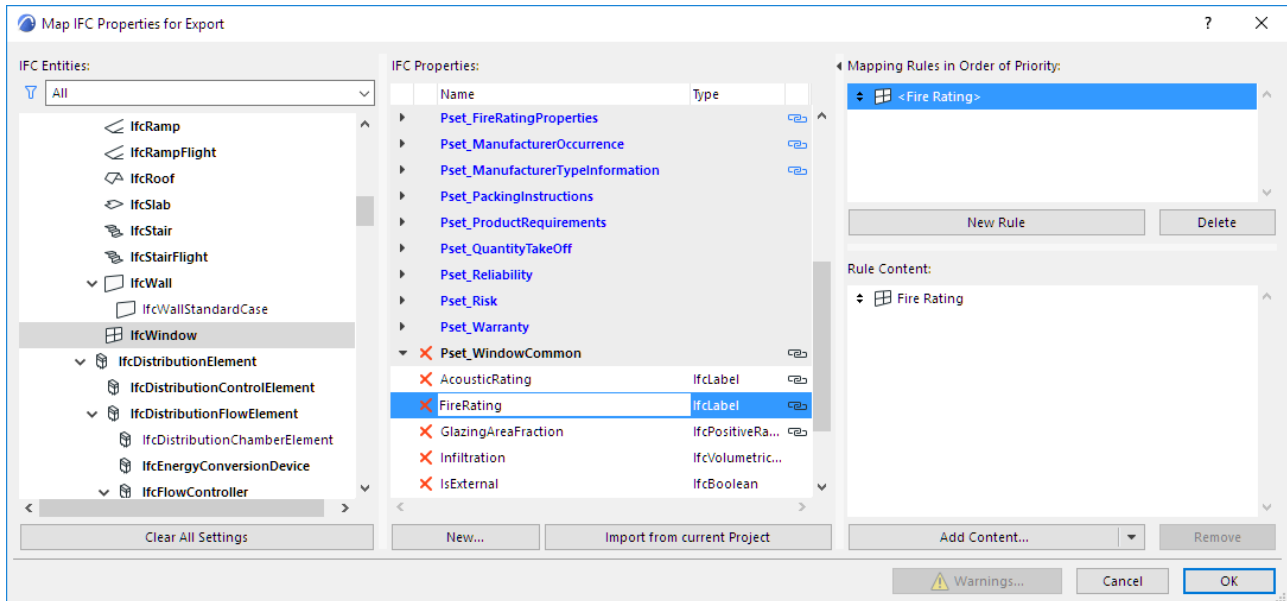 Map IFC Properties for Export
?
IFC Entities:
All
IfcRamp
IfcRampFlight
IfcRoof
IfcSlab
IfcStair
IfcStairFlight
IfcWall
IfcWallStandardCase
IfcWindow
IfcDistributionElement
IfcDistributionControlElement
IfcDistributionFlowElement
IfcDistributionChamberElement
IfcEnergyConversionDevice
IfcFlowController
Clear All Settings
IFC Properties:
Name Type
Pset_FireRatingProperties
Pset_ManufacturerOccurrence
Pset_ManufacturerTypeInformation
Pset_PackingInstructions
Pset_ProductRequirements
Pset_QuantityTakeOff
Pset_Reliability
Pset_Risk
Pset_Warranty
Pset_WindowCommon
AcousticRating IfcLabel
FireRating IfcLabel
GlazingAreaFraction IfcPositiveRa...
Infiltration IfcVolumetric...
IsExternal IfcBoolean
New... Import from current Project
Mapping Rules in Order of Priority:
<Fire Rating>
New Rule Delete
Rule Content:
Fire Rating
Add Content... Remove
Warnings... Cancel OK